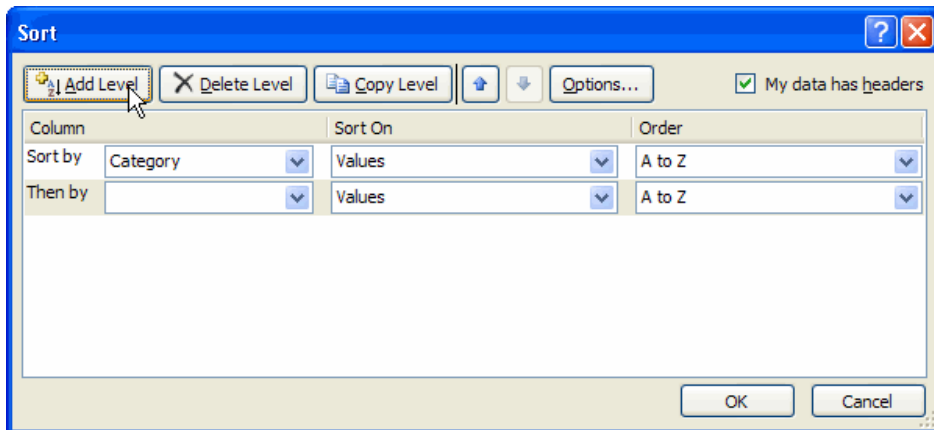 Sort
Add Level Delete Level Copy Level Options... My data has headers
Column Sort On Order
Sort by Category Values A to Z
Then by Values A to Z
OK Cancel